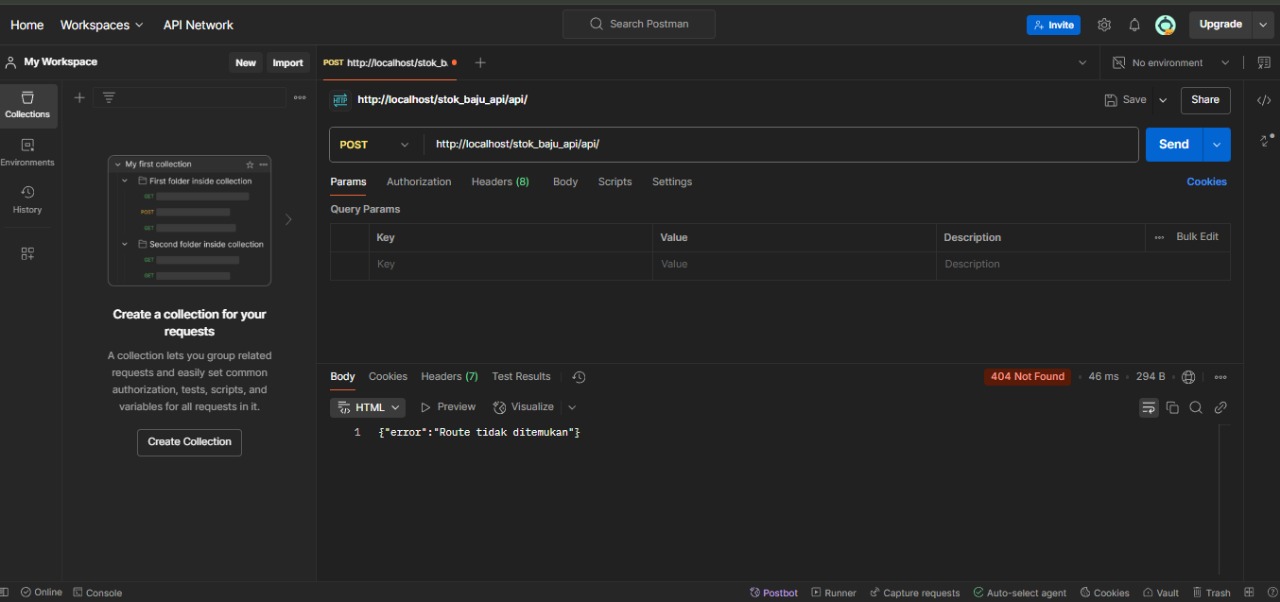 Home Workspaces API Network Search Postman Invite Upgrade
My Workspace New Import POST http://localhost/stok_b. No environment
Collections
Environments
History
HTTP http://localhost/stok_baju_api/api/ Save Share
POST http://localhost/stok_baju_api/api/ Send
Params Authorization Headers (8) Body Scripts Settings Cookies
Query Params
Key Value Description Bulk Edit
Key Value Description
My first collection
First folder inside collection
GET
POST
GET
Second folder inside collection
GET
GET
Create a collection for your
requests
A collection lets you group related
requests and easily set common
authorization, tests, scripts, and
variables for all requests in it.
Create Collection
Body Cookies Headers (7) Test Results 404 Not Found 46 ms 294 B
HTML Preview Visualize
1 {"error":"Route tidak ditemukan"}
Online Console Postbot Runner Capture requests Auto-select agent Cookies Vault Trash